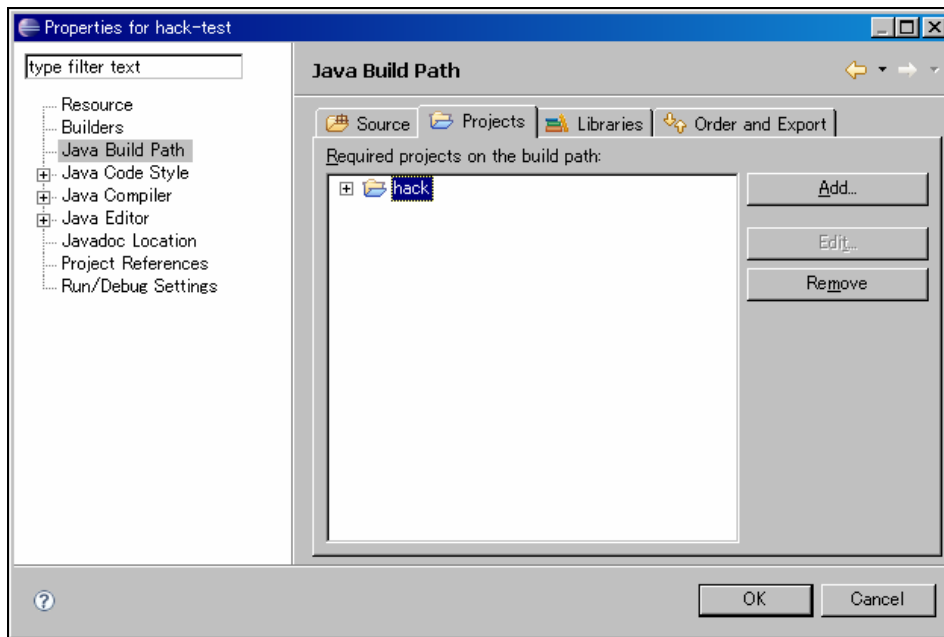 Properties for hack-test
type filter text
Resource
Builders
Java Build Path
Java Code Style
Java Compiler
Java Editor
Javadoc Location
Project References
Run/Debug Settings
Java Build Path
Source
Projects
Libraries
Order and Export
Required projects on the build path:
hack
Add...
Edit...
Remove
OK
Cancel